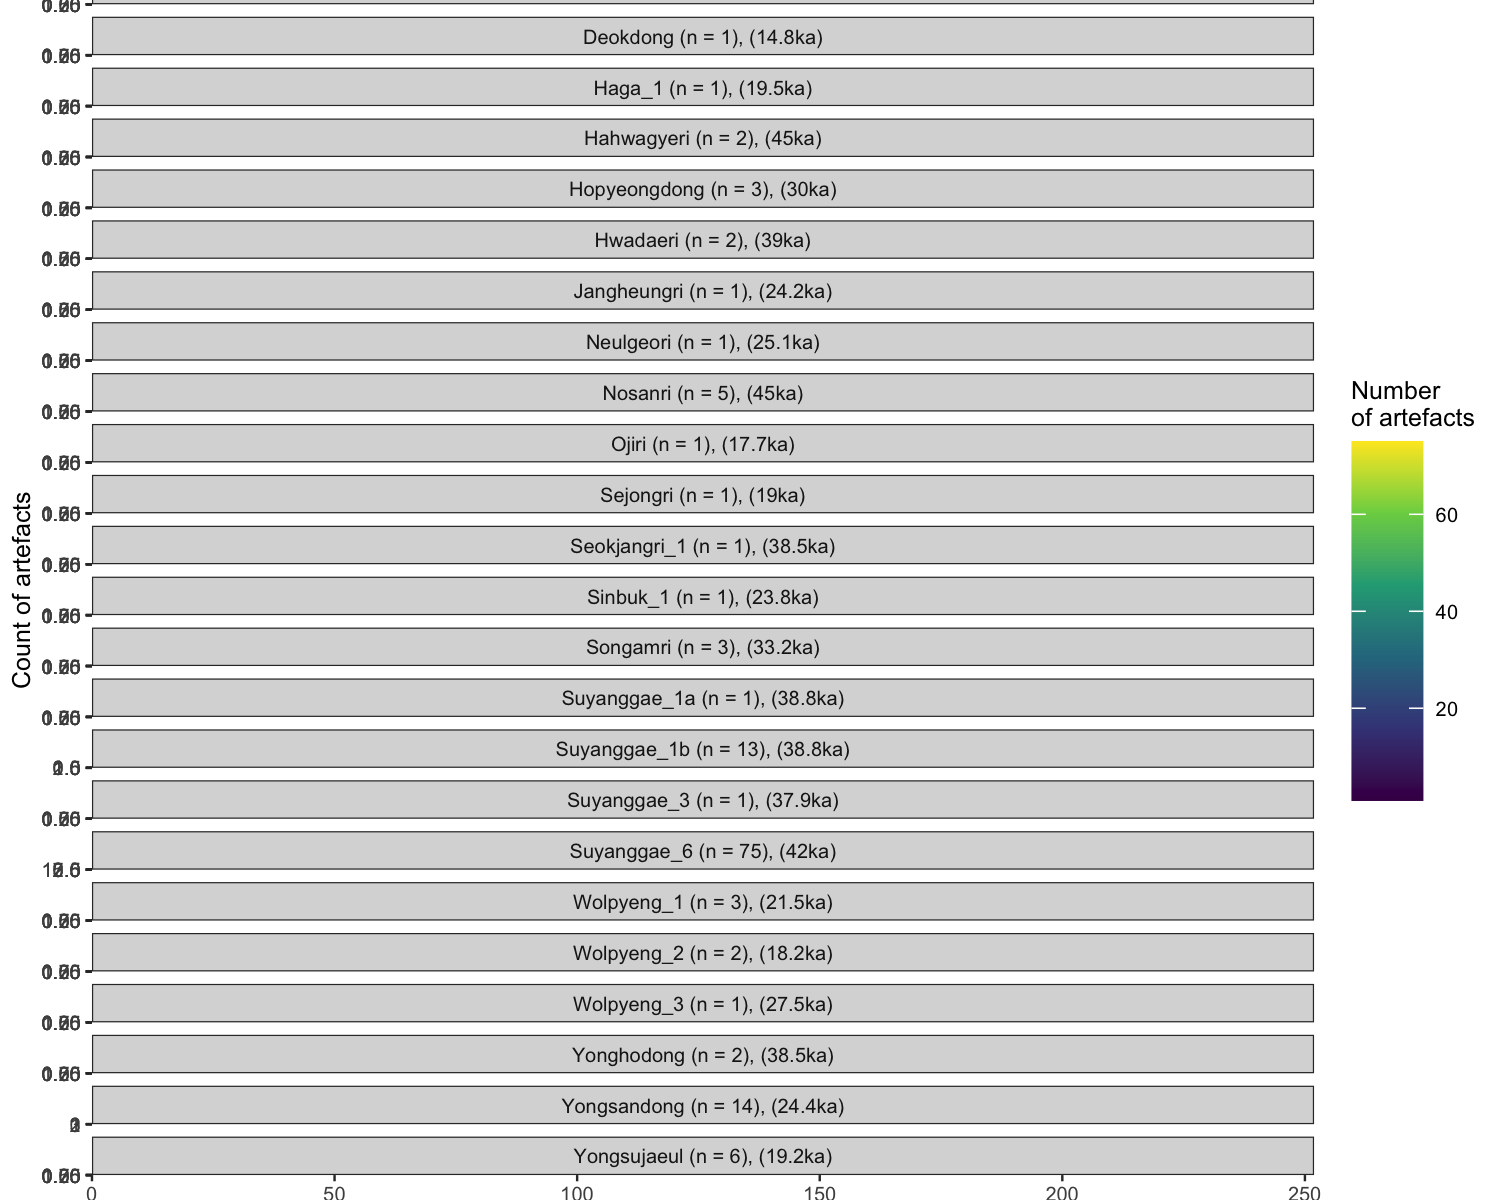 Deokdong (n = 1), (14.8ka)
Haga_1 (n = 1), (19.5ka)
Hahwagyeri (n = 2), (45ka)
Hopyeongdong (n = 3), (30ka)
Hwadaeri (n = 2), (39ka)
Jangheungri (n = 1), (24.2ka)
Neulgeori (n = 1), (25.1ka)
Nosanri (n = 5), (45ka)
Ojiri (n = 1), (17.7ka)
Sejongri (n = 1), (19ka)
Seokjangri_1 (n = 1), (38.5ka)
Sinbuk_1 (n = 1), (23.8ka)
Songamri (n = 3), (33.2ka)
Suyanggae_1a (n = 1), (38.8ka)
Suyanggae_1b (n = 13), (38.8ka)
Suyanggae_3 (n = 1), (37.9ka)
Suyanggae_6 (n = 75), (42ka)
Wolpyeng_1 (n = 3), (21.5ka)
Wolpyeng_2 (n = 2), (18.2ka)
Wolpyeng_3 (n = 1), (27.5ka)
Yonghodong (n = 2), (38.5ka)
Yongsandong (n = 14), (24.4ka)
Yongsujaeul (n = 6), (19.2ka)
0 50 100 150 200 250
Count of artefacts
Number
of artefacts
60
40
20